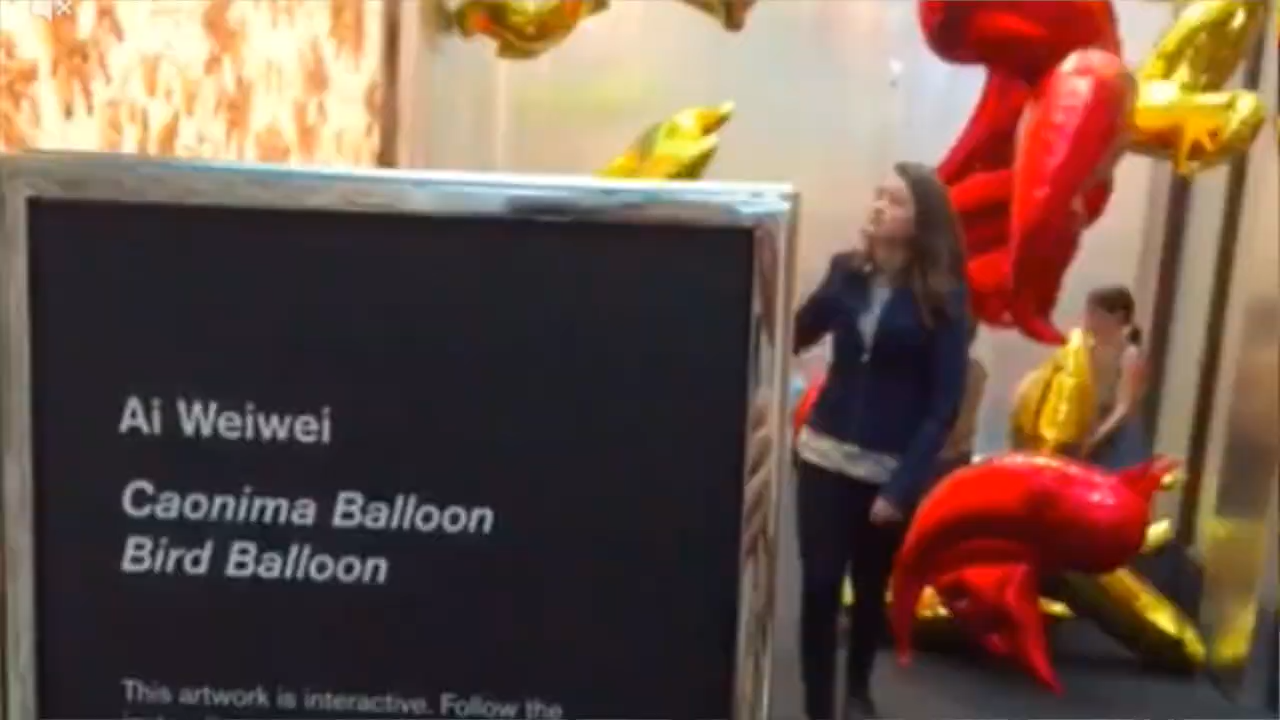 Ai Weiwei
Caonima Balloon
Bird Balloon
This artwork is interactive. Follow the